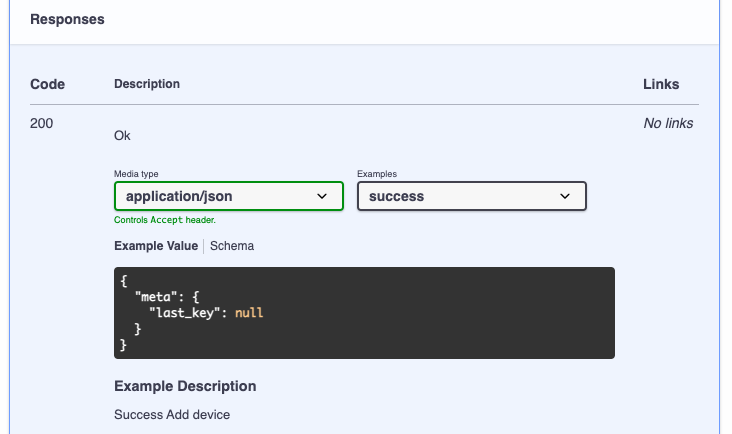 Responses
Code Description Links
200 Ok No links
Media type Examples
application/json success
Controls Accept header.
Example Value Schema
{
  "meta": {
    "last_key": null
  }
}
Example Description
Success Add device